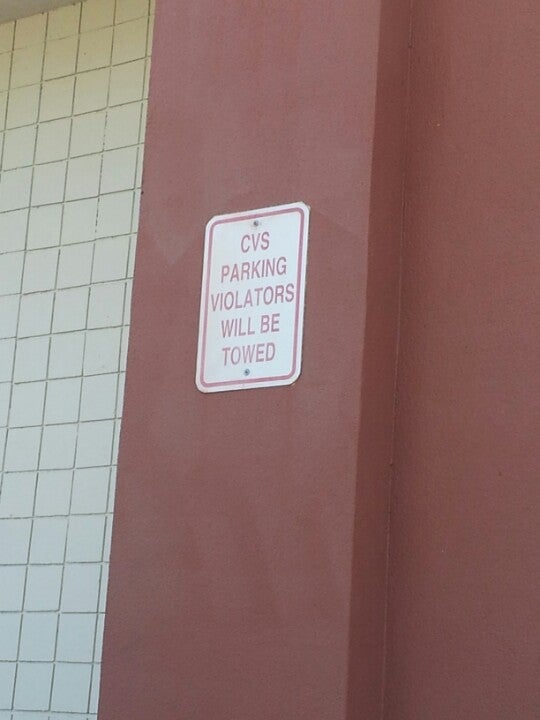 CVS
PARKING
VIOLATORS
WILL BE
TOWED